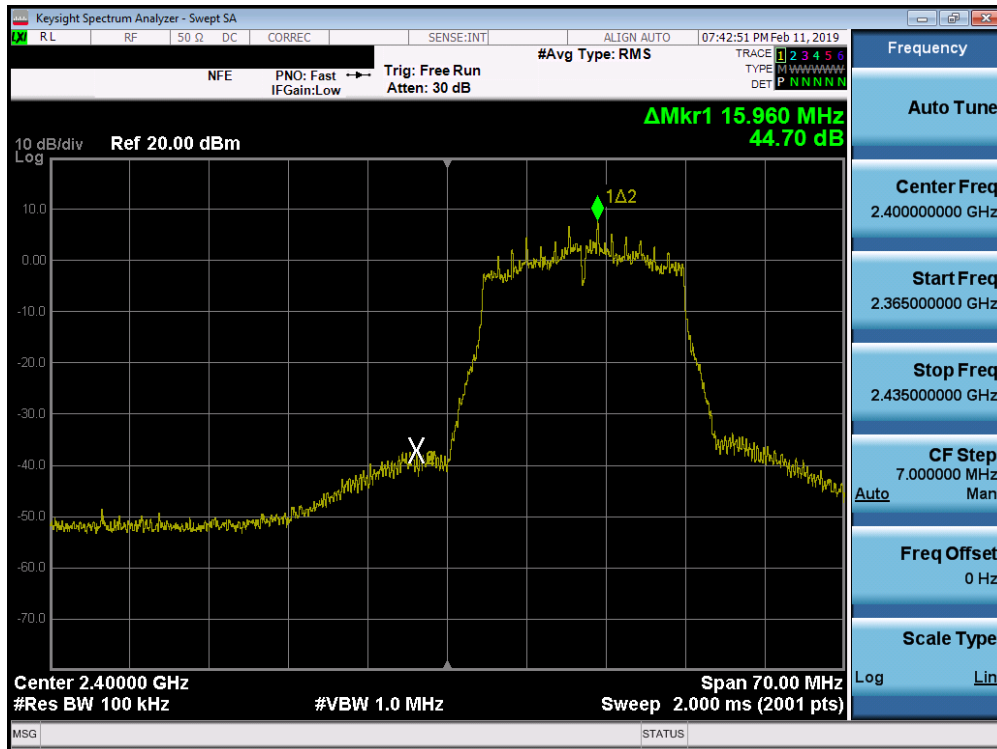 Keysight Spectrum Analyzer - Swept SA
LXI RL RF 50 Ω DC CORREC SENSE:INT ALIGN AUTO 07:42:51 PM Feb 11, 2019
Frequency
NFE PNO: Fast Trig: Free Run #Avg Type: RMS TRACE 1 2 3 4 5 6
IFGain:Low Atten: 30 dB TYPE M WWWWW
DET P N N N N N
Auto Tune
ΔMkr1 15.960 MHz
44.70 dB
10 dB/div Ref 20.00 dBm
Log
1Δ2
10.0
0.00
-10.0
-20.0
-30.0
-40.0
-50.0
-60.0
-70.0
X2
Center 2.40000 GHz Span 70.00 MHz
#Res BW 100 kHz #VBW 1.0 MHz Sweep 2.000 ms (2001 pts)
Center Freq
2.400000000 GHz
Start Freq
2.365000000 GHz
Stop Freq
2.435000000 GHz
CF Step
7.000000 MHz
Auto Man
Freq Offset
0 Hz
Scale Type
Log Lin
MSG STATUS